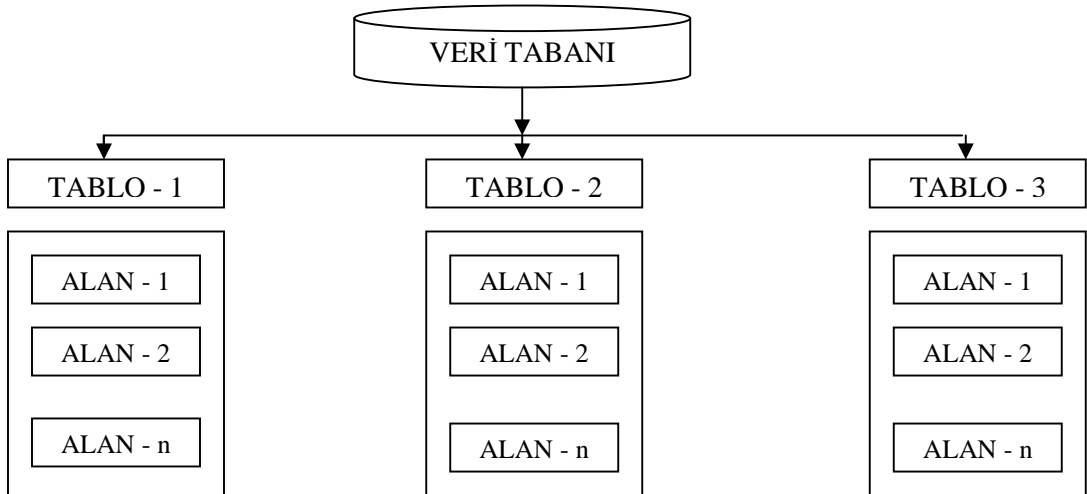 VERİ TABANI
TABLO - 1
TABLO - 2
TABLO - 3
ALAN - 1
ALAN - 1
ALAN - 1
ALAN - 2
ALAN - 2
ALAN - 2
ALAN - n
ALAN - n
ALAN - n